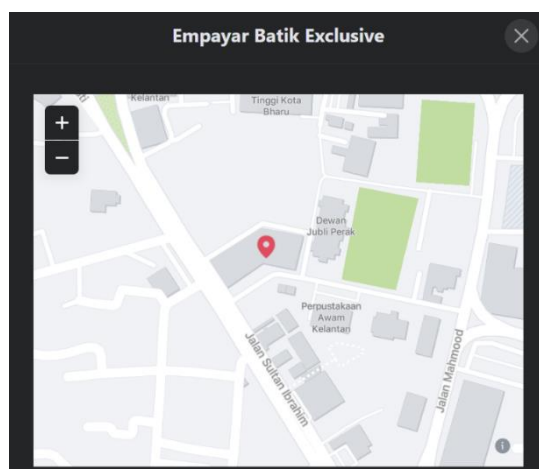 Empayar Batik Exclusive
+
−
Kelantan
Tinggi Kota
Bharu
Dewan
Jubli Perak
Perpustakaan
Awam
Kelantan
Jalan Sultan Ibrahim
Jalan Mahmood
i